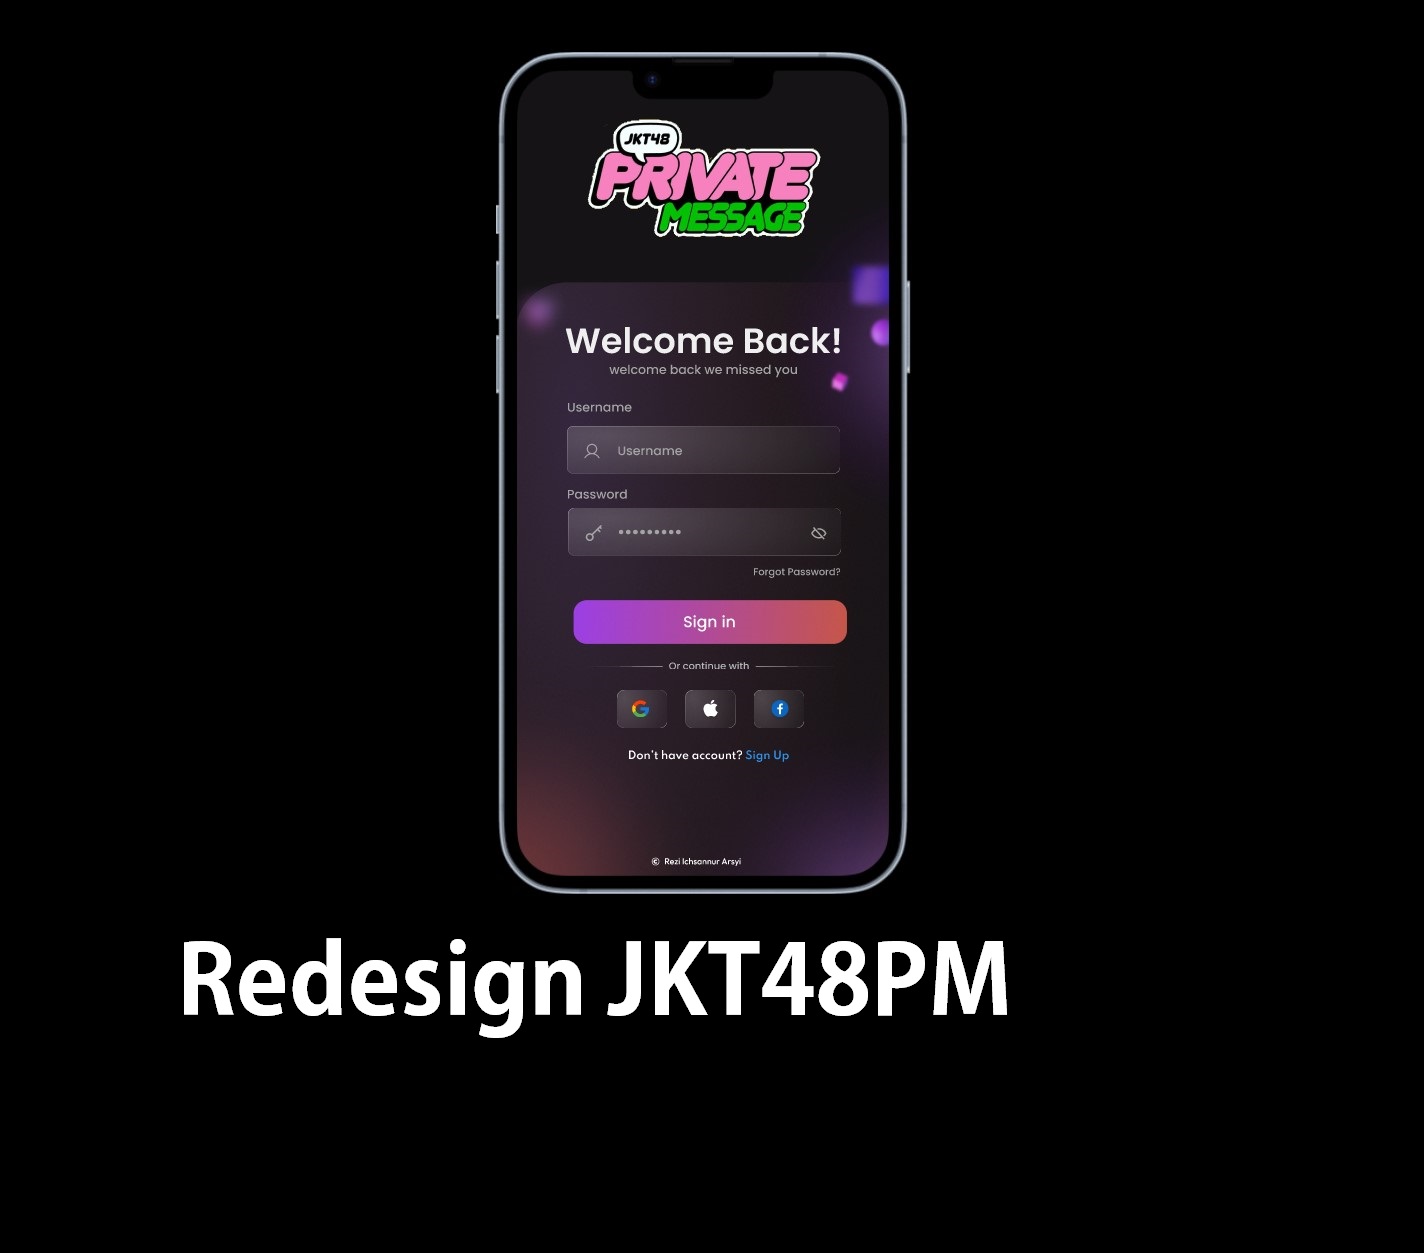 JKT48
PRIVATE
MESSAGE
Welcome Back!
welcome back we missed you
Username
Username
Password
•••••••••
Forgot Password?
Sign in
Or continue with
Don't have account? Sign Up
© Rezi Ichsannur Arsyi
Redesign JKT48PM